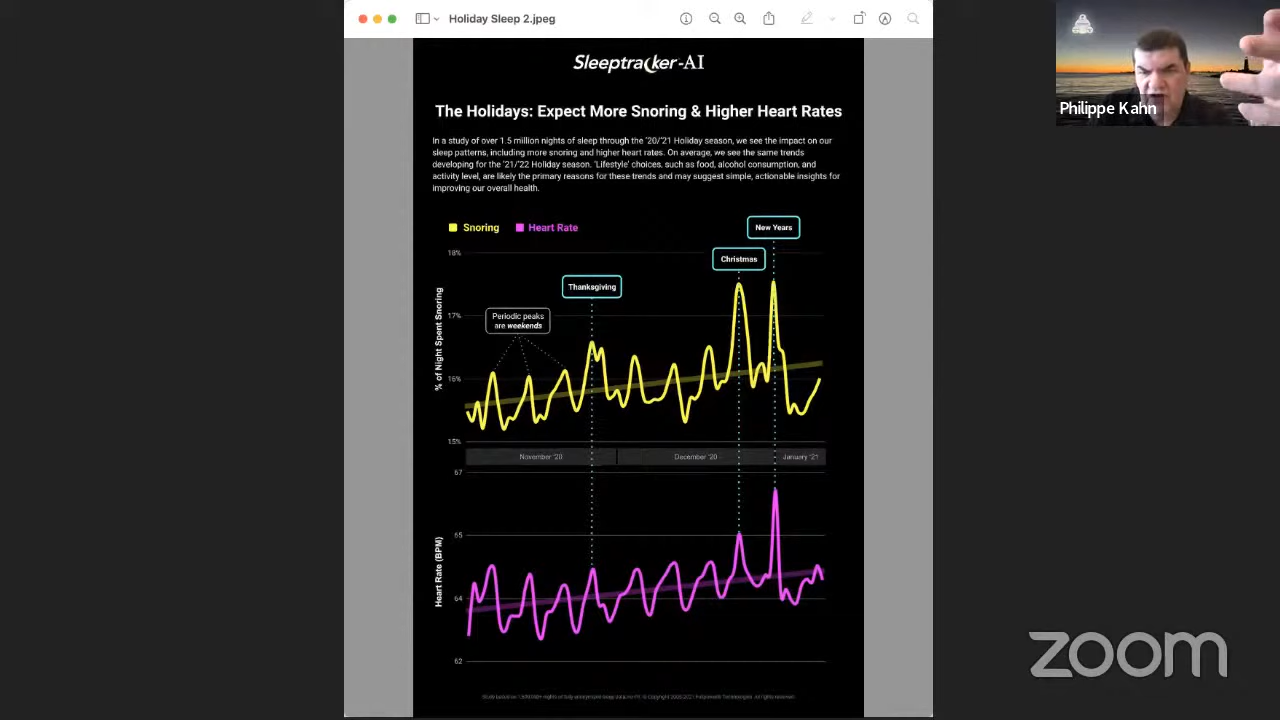 Holiday Sleep 2.jpeg
Philippe Kahn
Sleeptracker-AI
The Holidays: Expect More Snoring & Higher Heart Rates
In a study of over 1.5 million nights of sleep through the '20/'21 Holiday season, we see the impact on our
sleep patterns, including more snoring and higher heart rates. On average, we see the same trends
developing for the '21/'22 Holiday season. 'Lifestyle' choices, such as food, alcohol consumption, and
activity level, are likely the primary reasons for these trends and may suggest simple, actionable insights for
improving our overall health.
Snoring
Heart Rate
New Years
Christmas
Thanksgiving
Periodic peaks
are weekends
% of Night Spent Snoring
18%
17%
16%
15%
November '20
December '20
January '21
Heart Rate (BPM)
67
65
64
62
zoom